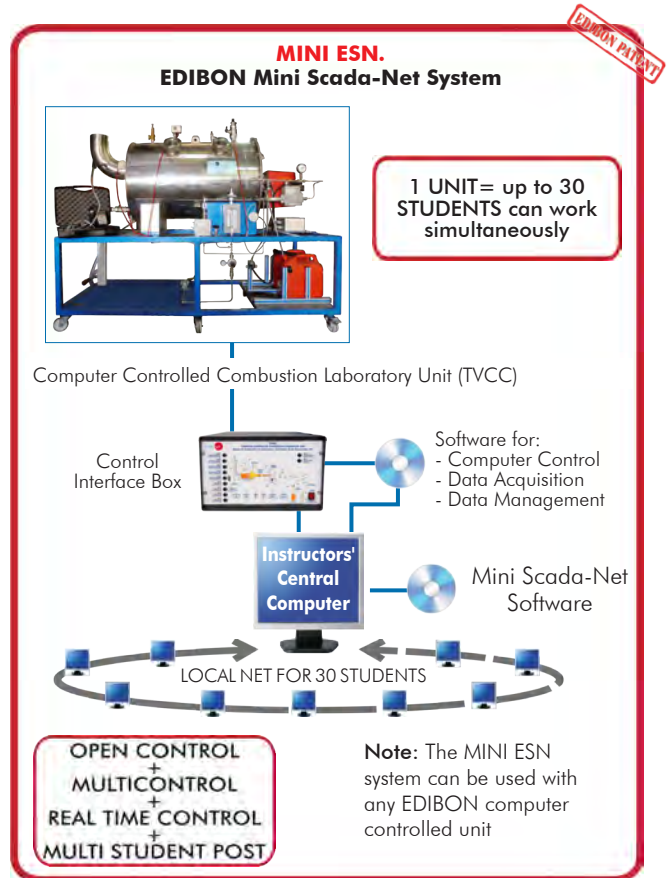 EDIBON PATENT
MINI ESN.
EDIBON Mini Scada-Net System
1 UNIT= up to 30
STUDENTS can work
simultaneously
Computer Controlled Combustion Laboratory Unit (TVCC)
Control
Interface Box
Software for:
- Computer Control
- Data Acquisition
- Data Management
Instructors'
Central
Computer
Mini Scada-Net
Software
LOCAL NET FOR 30 STUDENTS
OPEN CONTROL
+
MULTICONTROL
+
REAL TIME CONTROL
+
MULTI STUDENT POST
Note: The MINI ESN
system can be used with
any EDIBON computer
controlled unit